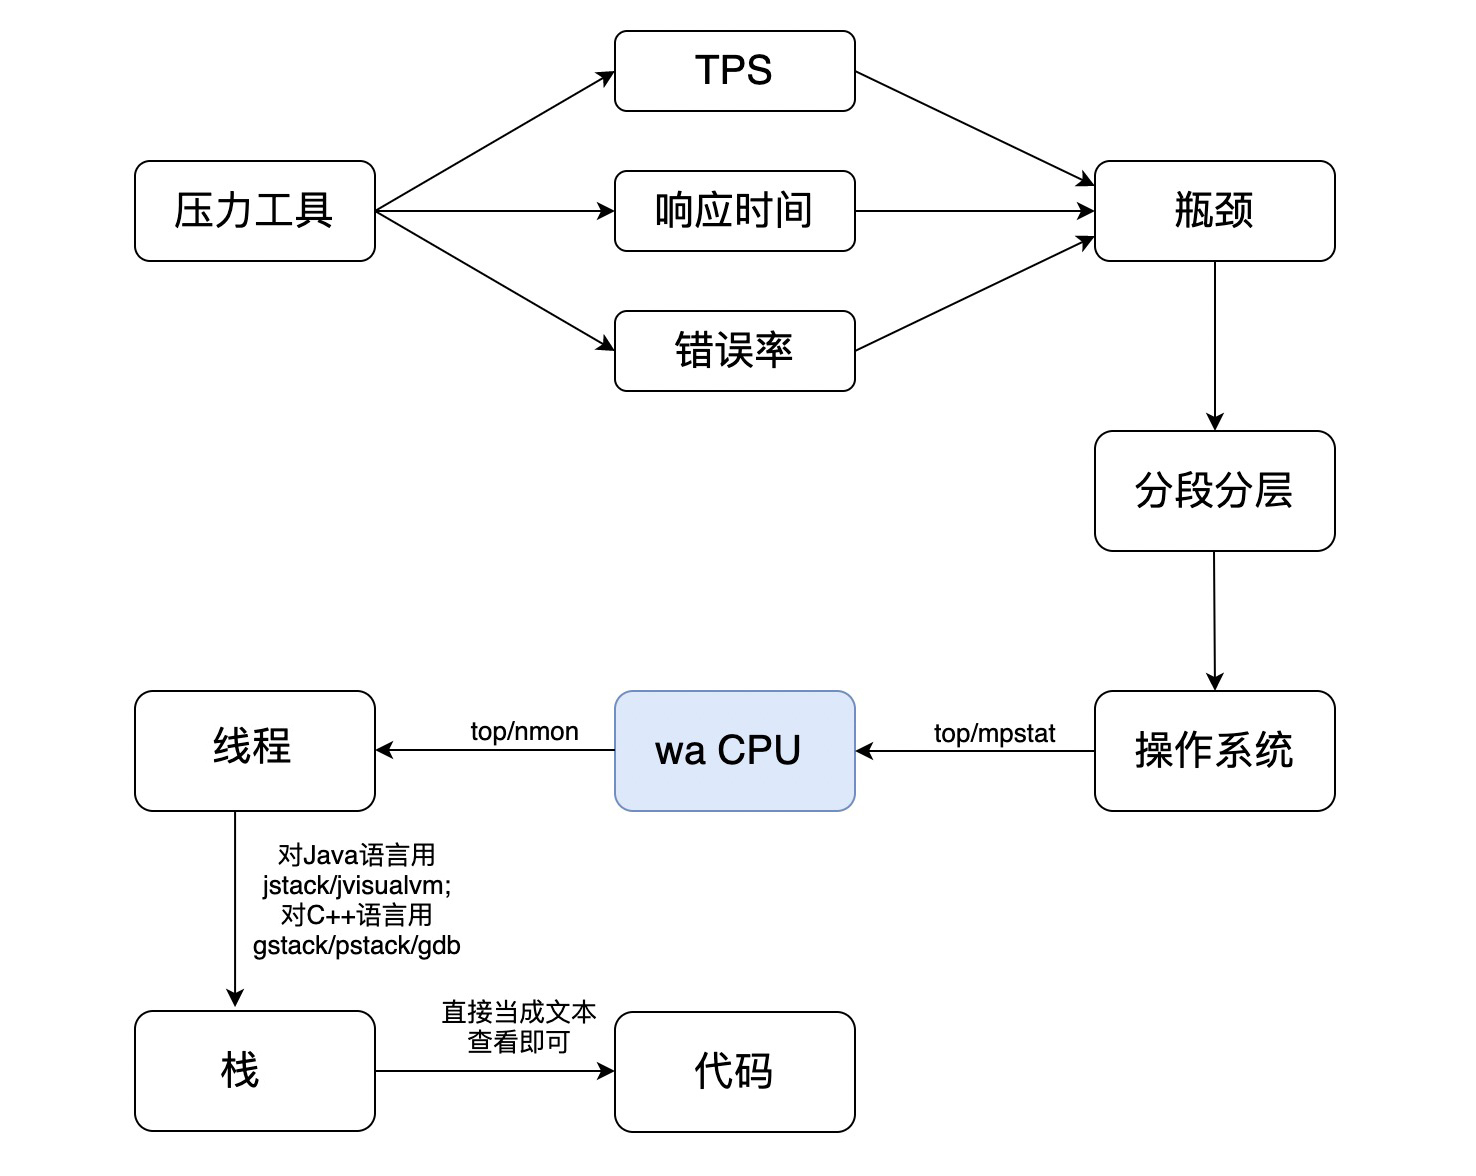 TPS
压力工具
响应时间
瓶颈
错误率
分段分层
操作系统
top/mpstat
wa CPU
top/nmon
线程
对Java语言用
jstack/jvisualvm;
对C++语言用
gstack/pstack/gdb
栈
直接当成文本
查看即可
代码